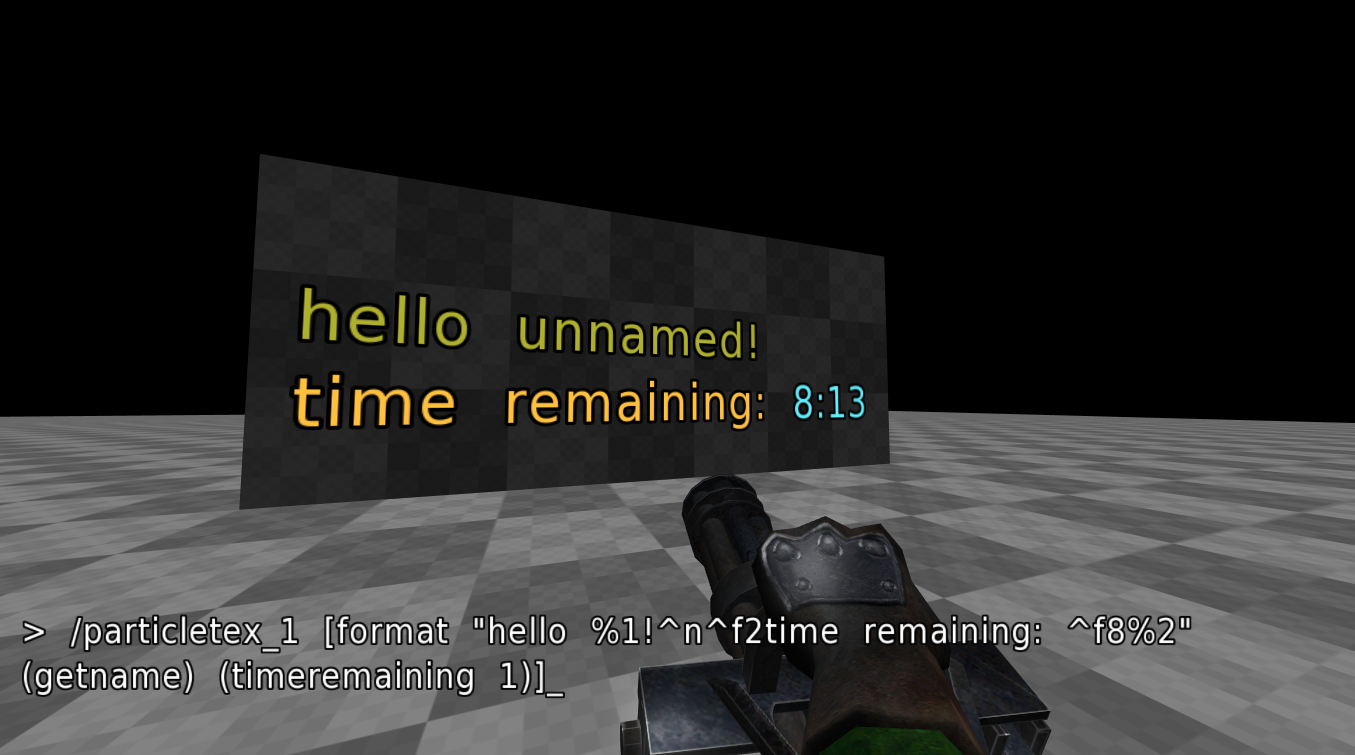 hello unnamed!
time remaining: 8:13
> /particletex_1 [format "hello %1!^n^f2time remaining: ^f8%2"
(getname) (timeremaining 1)]_